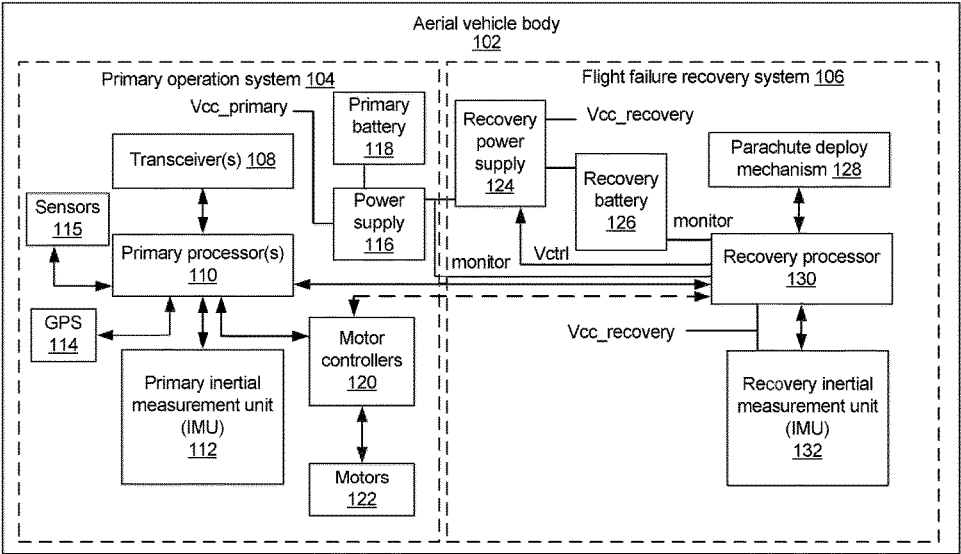 Aerial vehicle body
102
Primary operation system 104
Flight failure recovery system 106
Vcc_primary
Primary
battery
118
Recovery
power
supply
124
Vcc_recovery
Transceiver(s) 108
Parachute deploy
mechanism 128
Sensors
115
Power
supply
116
Recovery
battery
126
monitor
Primary processor(s)
110
monitor
Vctrl
Recovery processor
130
GPS
114
Motor
controllers
120
Vcc_recovery
Primary inertial
measurement unit
(IMU)
112
Recovery inertial
measurement unit
(IMU)
132
Motors
122